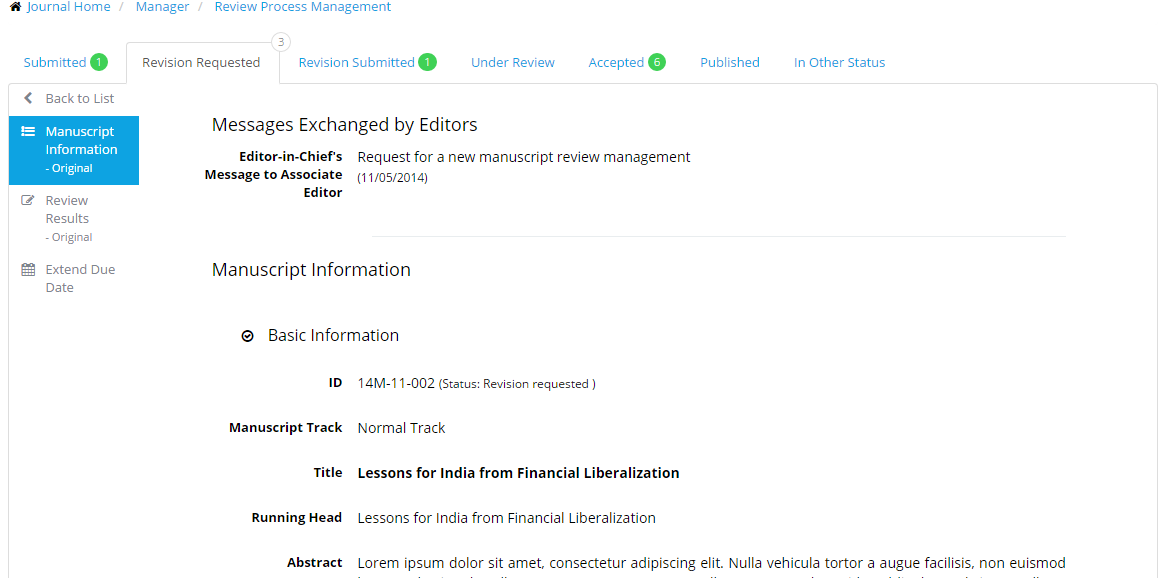 Journal Home / Manager / Review Process Management
3
Submitted 1 Revision Requested Revision Submitted 1 Under Review Accepted 6 Published In Other Status
Back to List
Manuscript
Information
- Original
Review
Results
- Original
Extend Due
Date
Messages Exchanged by Editors
Editor-in-Chief's
Message to Associate
Editor
Request for a new manuscript review management
(11/05/2014)
Manuscript Information
Basic Information
ID 14M-11-002 (Status: Revision requested )
Manuscript Track Normal Track
Title Lessons for India from Financial Liberalization
Running Head Lessons for India from Financial Liberalization
Abstract Lorem ipsum dolor sit amet, consectetur adipiscing elit. Nulla vehicula tortor a augue facilisis, non euismod